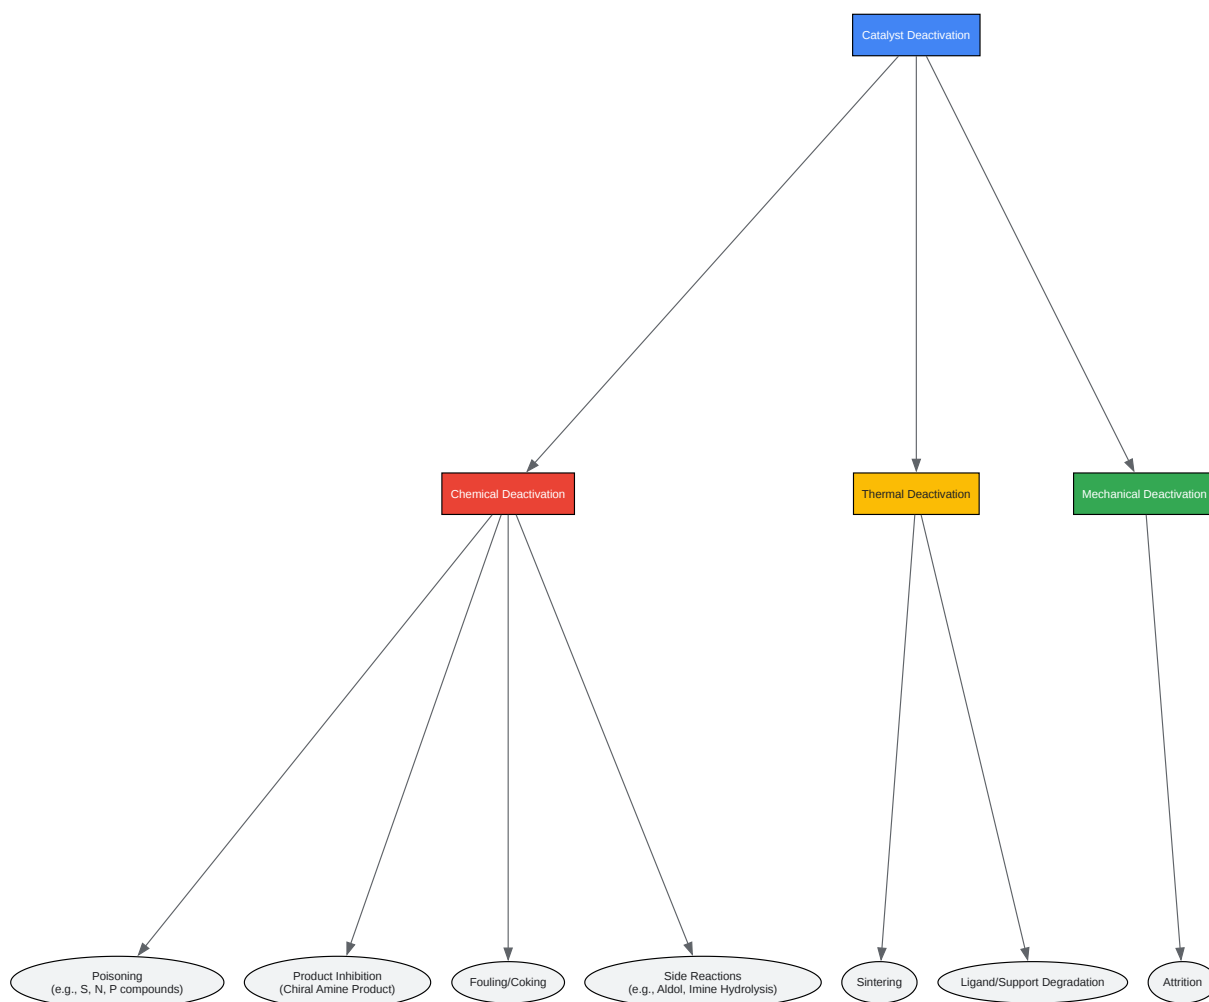 Catalyst Deactivation
Chemical Deactivation
Thermal Deactivation
Mechanical Deactivation
Poisoning
(e.g., S, N, P compounds)
Product Inhibition
(Chiral Amine Product)
Fouling/Coking
Side Reactions
(e.g., Aldol, Imine Hydrolysis)
Sintering
Ligand/Support Degradation
Attrition